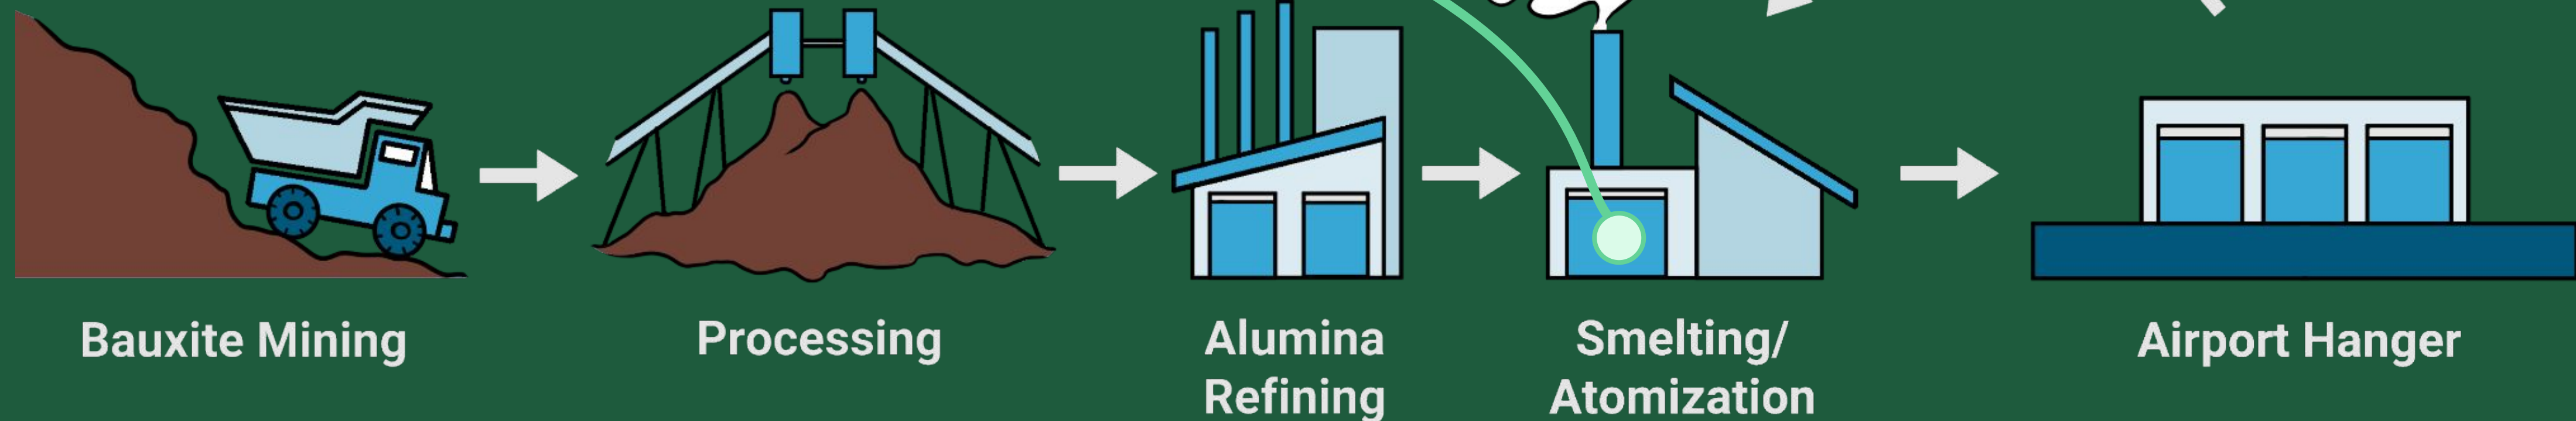 Bauxite Mining
Processing
Alumina
Refining
Smelting/
Atomization
Airport Hanger